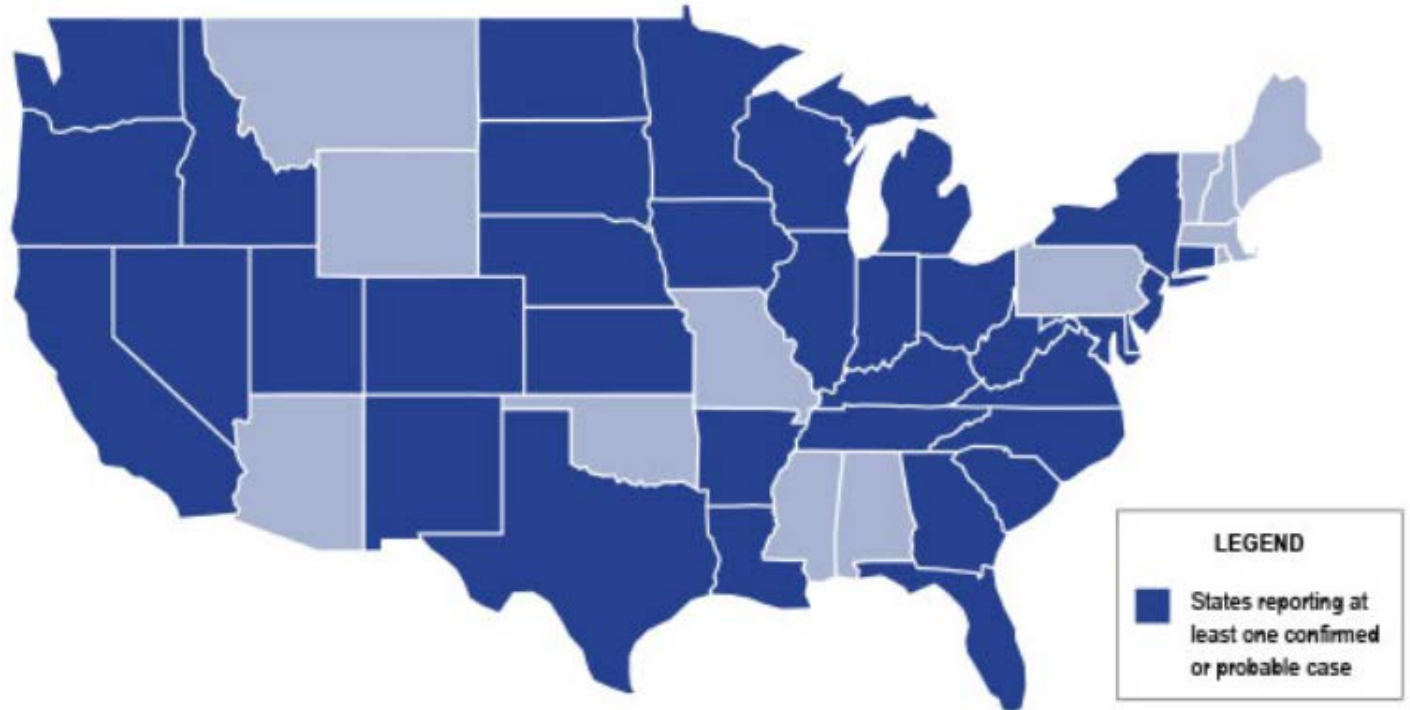 LEGEND
States reporting at
least one confirmed
or probable case